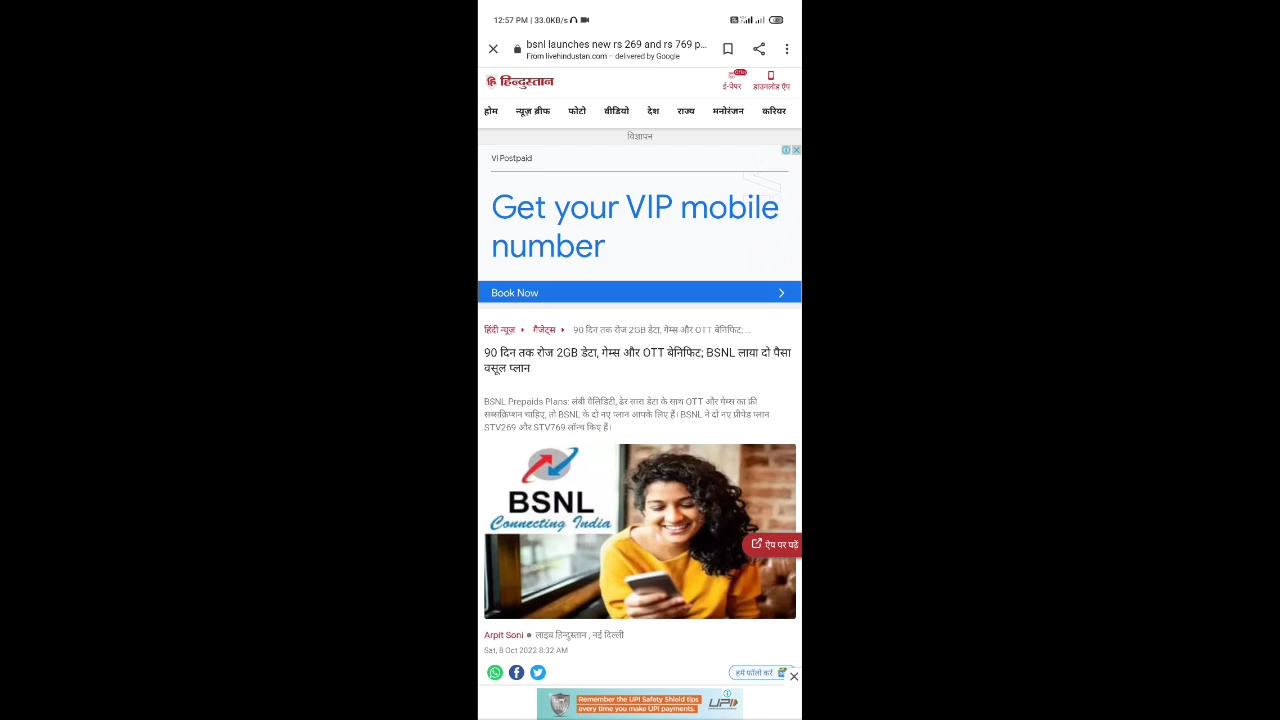 12:57 PM | 33.0KB/s
bsnl launches new rs 269 and rs 769 p...
From livehindustan.com – delivered by Google
हि हिन्दुस्तान
ई-पेपर
डाउनलोड ऍप
होम न्यूज़ ब्रीफ फोटो वीडियो देश राज्य मनोरंजन करियर
विज्ञापन
Vi Postpaid
Get your VIP mobile
number
Book Now
हिंदी न्यूज़ गैजेट्स 90 दिन तक रोज 2GB डेटा, गेम्स और OTT बेनिफिट; ...
90 दिन तक रोज 2GB डेटा, गेम्स और OTT बेनिफिट; BSNL लाया दो पैसा
वसूल प्लान
BSNL Prepaids Plans: लंबी वैलिडिटी, ढेर सारा डेटा के साथ OTT और गेम्स का फ्री
सब्सक्रिप्शन चाहिए, तो BSNL के दो नए प्लान आपके लिए हैं। BSNL ने दो नए प्रीपेड प्लान
STV269 और STV769 लॉन्च किए हैं।
BSNL
Connecting India
ऐप पर पढ़ें
Arpit Soni लाइव हिन्दुस्तान , नई दिल्ली
Sat, 8 Oct 2022 8:32 AM
हमें फॉलो करें
Remember the UPI Safety Shield tips
every time you make UPI payments.
UPI